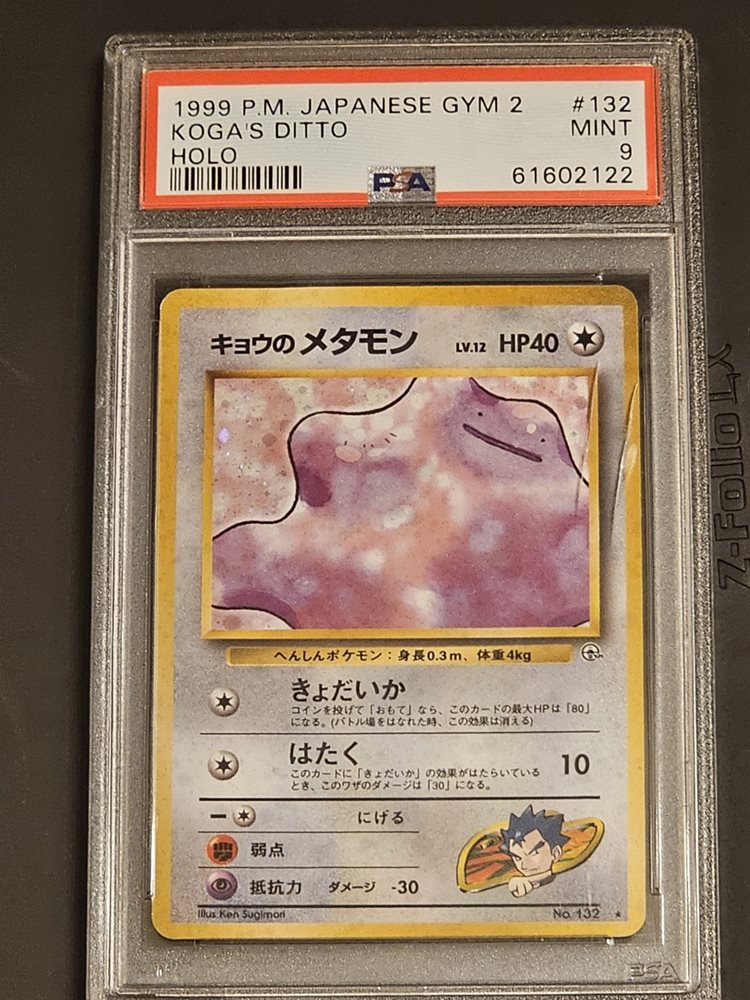 1999 P.M. JAPANESE GYM 2 #132
KOGA'S DITTO MINT
HOLO 9
PSA 61602122
キョウのメタモン LV.12 HP40
へんしんポケモン：身長0.3m、体重4kg
きょだいか
コインを投げて「おもて」なら、このカードの最大HPは「80」
になる。(バトル場をはなれた時、この効果は消える)
はたく 10
このカードに「きょだいか」の効果がはたらいている
とき、このワザのダメージは「30」になる。
にげる
弱点
抵抗力 ダメージ -30
Illus. Ken Sugimori No. 132 ★
PSA
Z-Folio LX